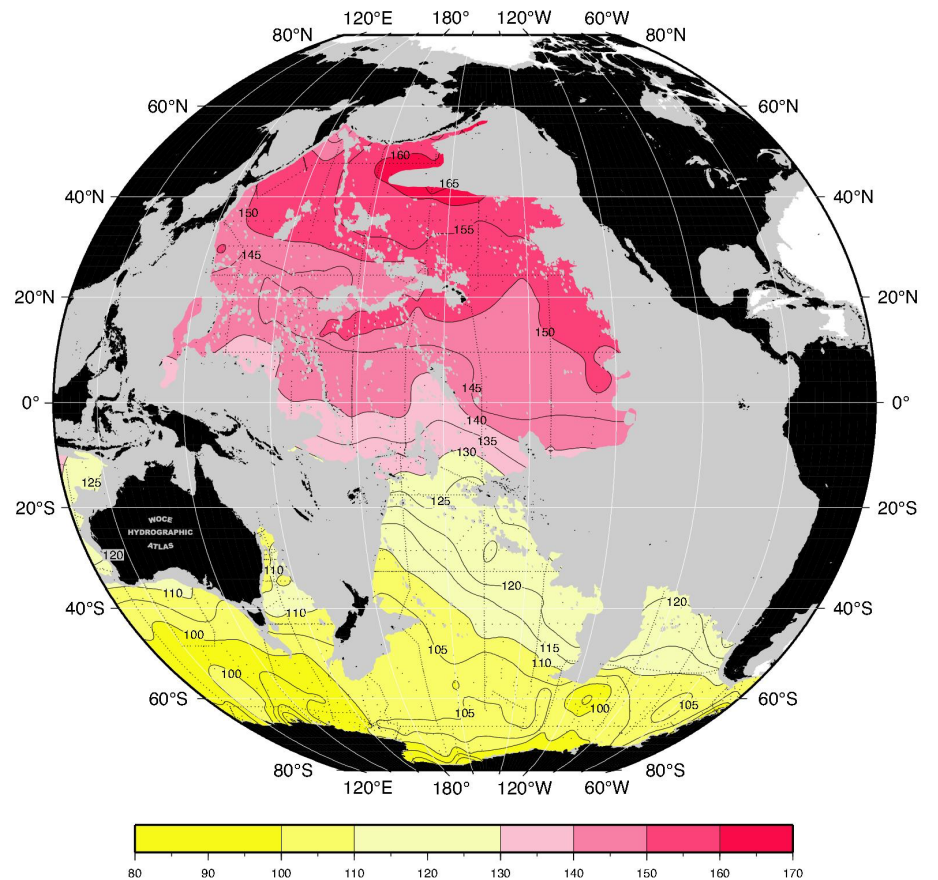 120°E 180° 120°W 60°W
80°N 80°N
60°N 60°N
160
165
40°N 40°N
150
155
145
20°N 20°N
150
145
0° 0°
140
135
130
125
125
20°S 20°S
WOCE
HYDROGRAPHIC
ATLAS
120
110
110
120
120
40°S 40°S
110
100
105
115
110
100
60°S 60°S
105
100
105
80°S 80°S
120°E 180° 120°W 60°W
80 90 100 110 120 130 140 150 160 170